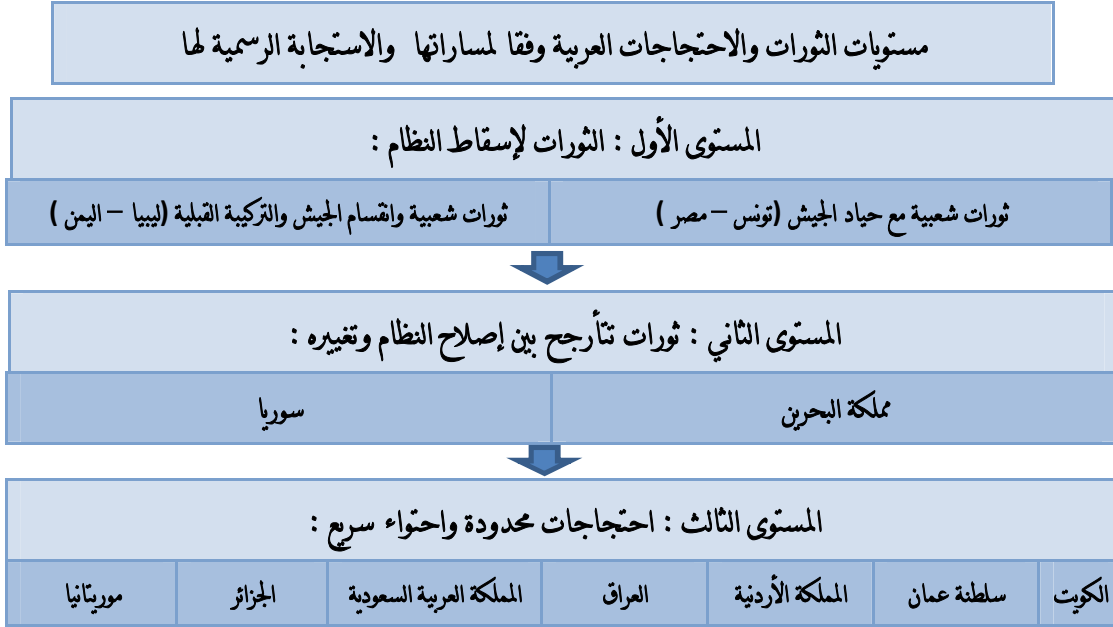 مستويات الثورات والاحتجاجات العربية وفقا لمساراتها والاستجابة الرسمية لها
المستوى الأول : الثورات لإسقاط النظام :
ثورات شعبية مع حياد الجيش (تونس – مصر )
ثورات شعبية وانقسام الجيش والتركيبة القبلية (ليبيا – اليمن )
المستوى الثاني : ثورات تتأرجح بين إصلاح النظام وتغييره :
مملكة البحرين
سوريا
المستوى الثالث : احتجاجات محدودة واحتواء سريع :
الكويت
سلطنة عمان
المملكة الأردنية
العراق
المملكة العربية السعودية
الجزائر
موريتانيا